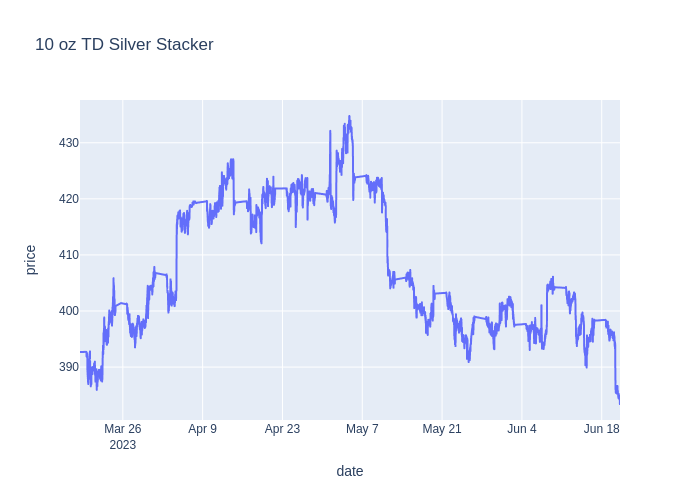 10 oz TD Silver Stacker
430
420
410
400
390
price
Mar 26
2023
Apr 9
Apr 23
May 7
May 21
Jun 4
Jun 18
date